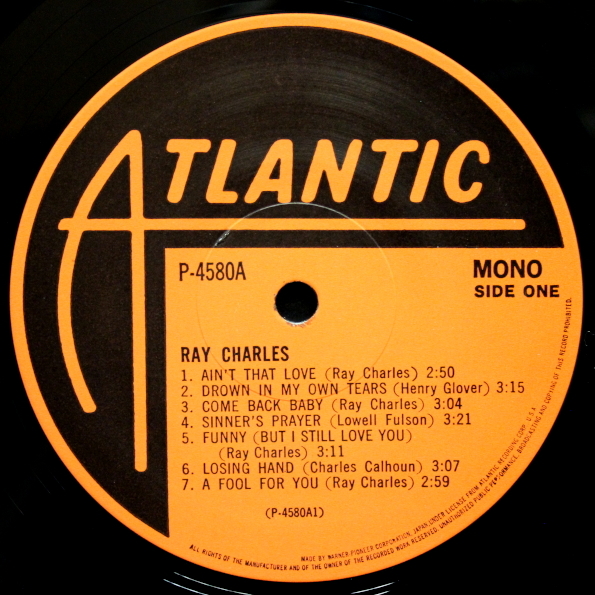 ATLANTIC
P-4580A
MONO
SIDE ONE
RAY CHARLES
1. AIN'T THAT LOVE (Ray Charles) 2:50
2. DROWN IN MY OWN TEARS (Henry Glover) 3:15
3. COME BACK BABY (Ray Charles) 3:04
4. SINNER'S PRAYER (Lowell Fulson) 3:21
5. FUNNY (BUT I STILL LOVE YOU)
(Ray Charles) 3:11
6. LOSING HAND (Charles Calhoun) 3:07
7. A FOOL FOR YOU (Ray Charles) 2:59
(P-4580A1)
MADE BY WARNER PIONEER CORPORATION, JAPAN, UNDER LICENSE FROM ATLANTIC RECORDING CORP. U.S.A.
ALL RIGHTS OF THE MANUFACTURER AND OF THE OWNER OF THE RECORDED WORK RESERVED. UNAUTHORIZED PUBLIC PERFORMANCE, BROADCASTING AND COPYING OF THIS RECORD PROHIBITED.